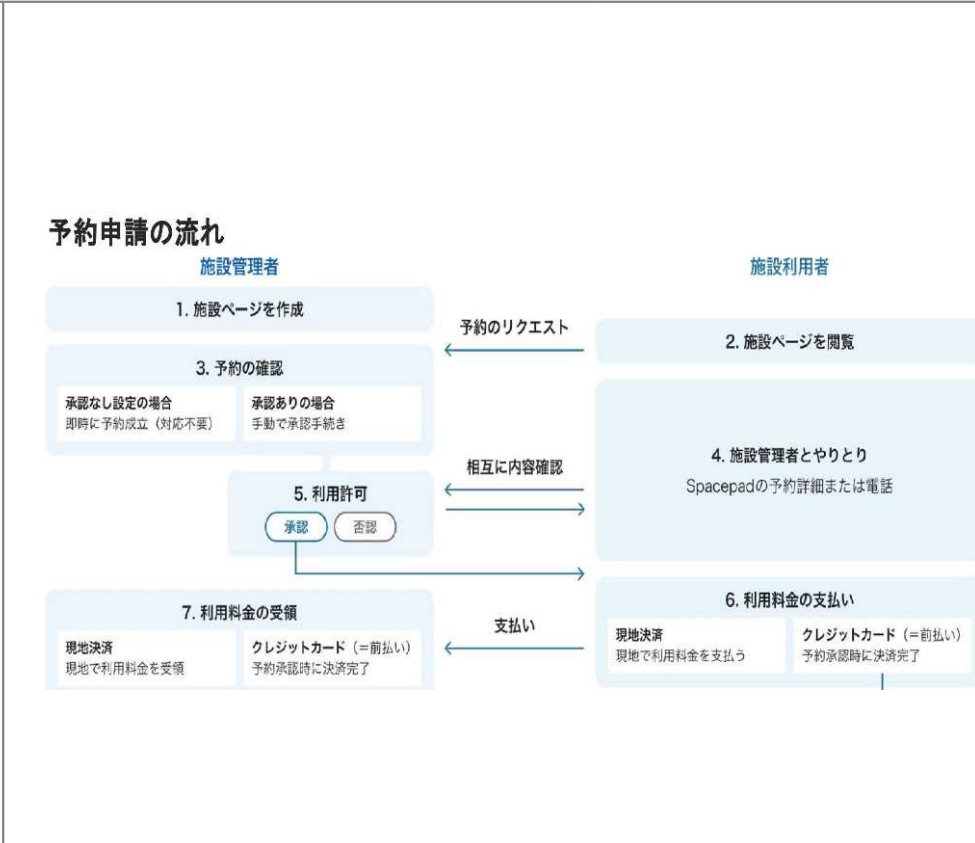 予約申請の流れ
施設管理者
施設利用者
1. 施設ページを作成
予約のリクエスト
2. 施設ページを閲覧
3. 予約の確認
承認なし設定の場合
即時に予約成立（対応不要）
承認ありの場合
手動で承認手続き
相互に内容確認
4. 施設管理者とやりとり
Spacepadの予約詳細または電話
5. 利用許可
承認
否認
6. 利用料金の支払い
現地決済
現地で利用料金を支払う
クレジットカード（=前払い）
予約承認時に決済完了
支払い
7. 利用料金の受領
現地決済
現地で利用料金を受領
クレジットカード（=前払い）
予約承認時に決済完了